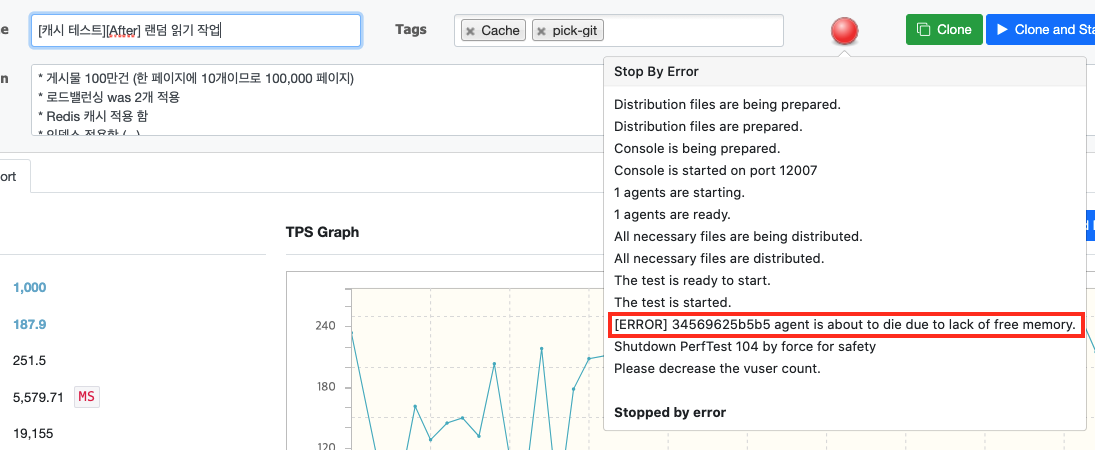 e
[캐시 테스트][After] 랜덤 읽기 작업
Tags
× Cache
× pick-git
Clone
Clone and Sta
n
* 게시물 100만건 (한 페이지에 10개이므로 100,000 페이지)
* 로드밸런싱 was 2개 적용
* Redis 캐시 적용 함
Stop By Error
Distribution files are being prepared.
Distribution files are prepared.
Console is being prepared.
Console is started on port 12007
1 agents are starting.
1 agents are ready.
All necessary files are being distributed.
All necessary files are distributed.
The test is ready to start.
The test is started.
[ERROR] 34569625b5b5 agent is about to die due to lack of free memory.
Shutdown PerfTest 104 by force for safety
Please decrease the vuser count.
Stopped by error
ort
TPS Graph
1,000
187.9
251.5
5,579.71 MS
19,155
240
180
120